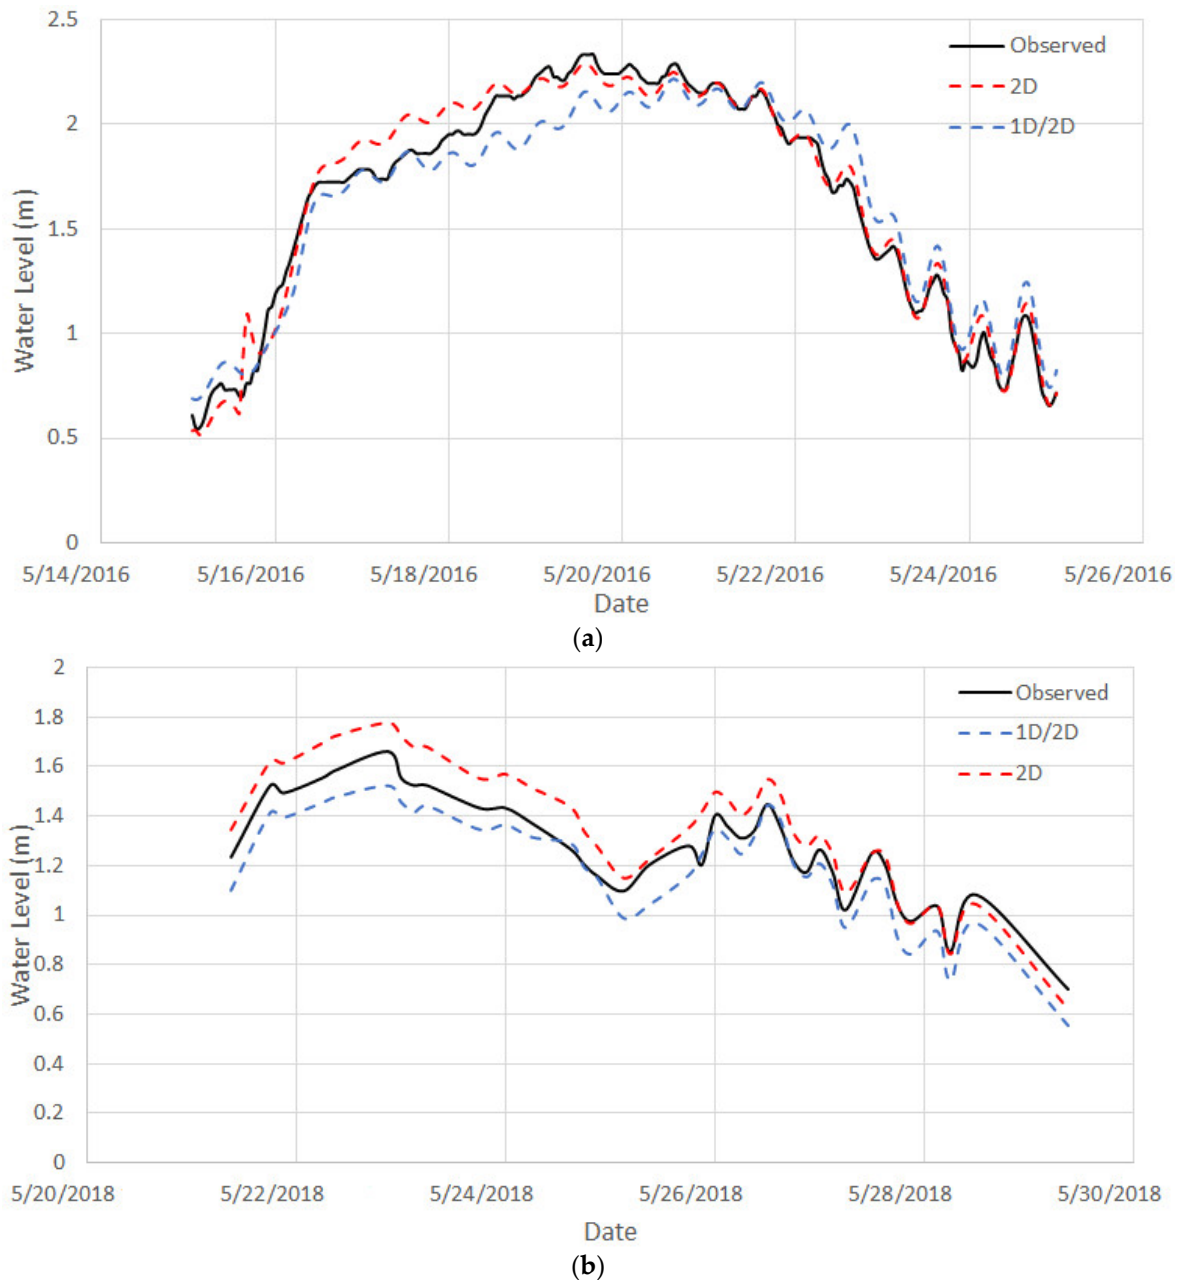 2.5
2
1.5
1
0.5
0
Water Level (m)
Observed
2D
1D/2D
5/14/2016 5/16/2016 5/18/2016 5/20/2016 5/22/2016 5/24/2016 5/26/2016
Date
(a)
2
1.8
1.6
1.4
1.2
1
0.8
0.6
0.4
0.2
0
Water Level (m)
Observed
1D/2D
2D
5/20/2018 5/22/2018 5/24/2018 5/26/2018 5/28/2018 5/30/2018
Date
(b)